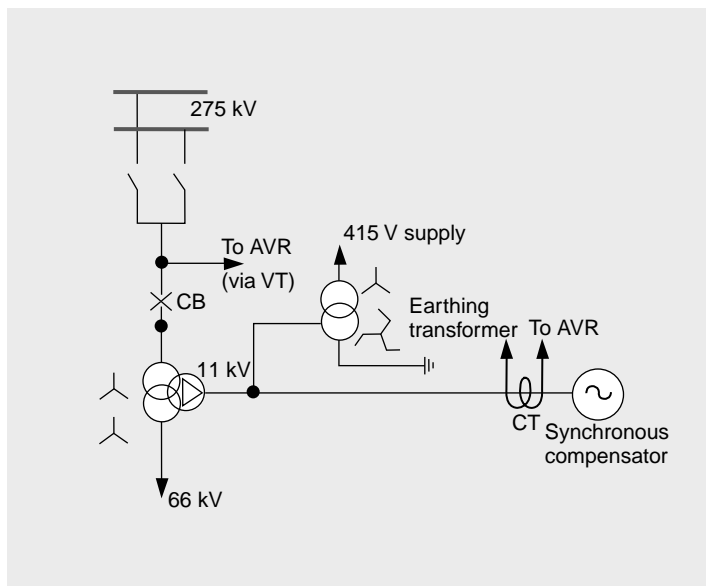 275 kV
To AVR
(via VT)
CB
415 V supply
Earthing
transformer
To AVR
11 kV
CT
Synchronous
compensator
66 kV